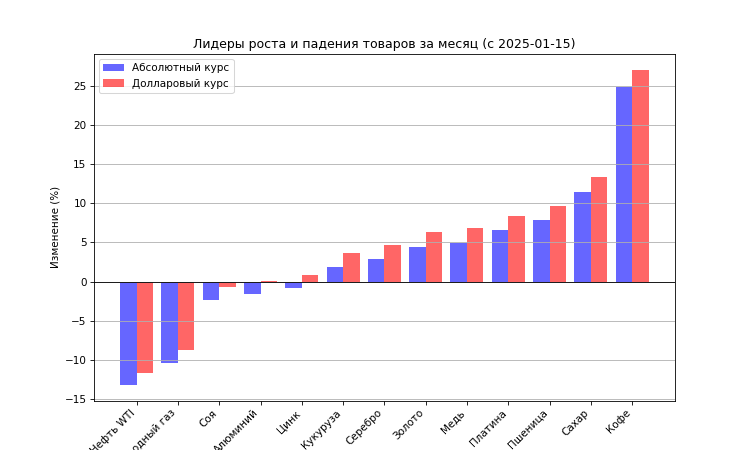 Лидеры роста и падения товаров за месяц (с 2025-01-15)
Абсолютный курс
Долларовый курс
Изменение (%)
25
20
15
10
5
0
−5
−10
−15
Нефть WTI
одный газ
Соя
Алюминий
Цинк
Кукуруза
Серебро
Золото
Медь
Платина
Пшеница
Сахар
Кофе